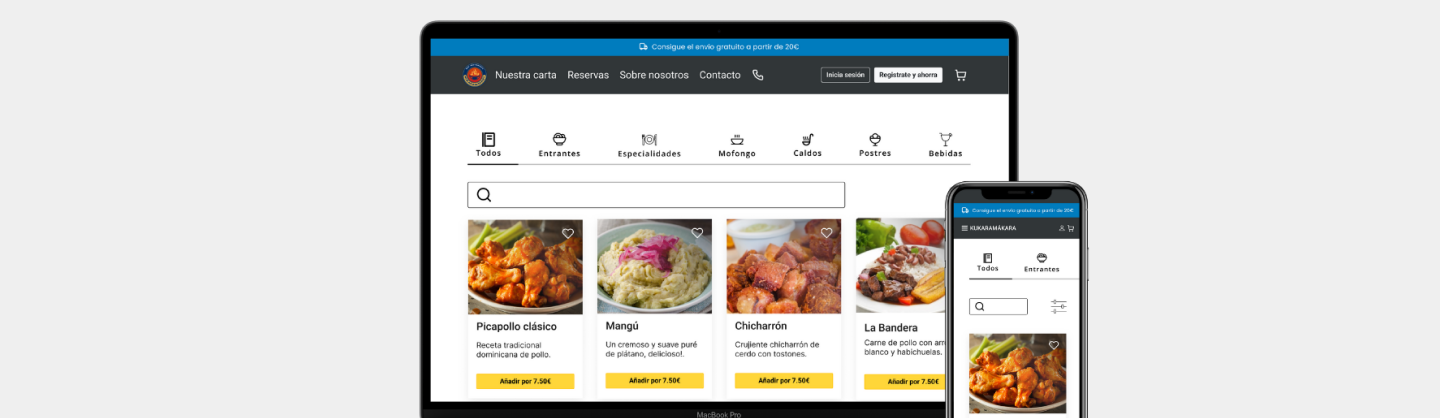 Consigue el envío gratuito a partir de 20€
Nuestra carta Reservas Sobre nosotros Contacto
Inicia sesión Regístrate y ahorra
Todos Entrantes Especialidades Mofongo Caldos Postres Bebidas
Picapollo clásico
Receta tradicional
dominicana de pollo.
Añadir por 7.50€
Mangú
Un cremoso y suave puré
de plátano, delicioso!.
Añadir por 7.50€
Chicharrón
Crujiente chicharrón de
cerdo con tostones.
Añadir por 7.50€
La Bandera
Carne de pollo con arr
blanco y habichuelas.
Añadir por 7.50€
MacBook Pro
Consigue el envío gratuito a partir de 20€
KUKARAMÁKARA
Todos Entrantes